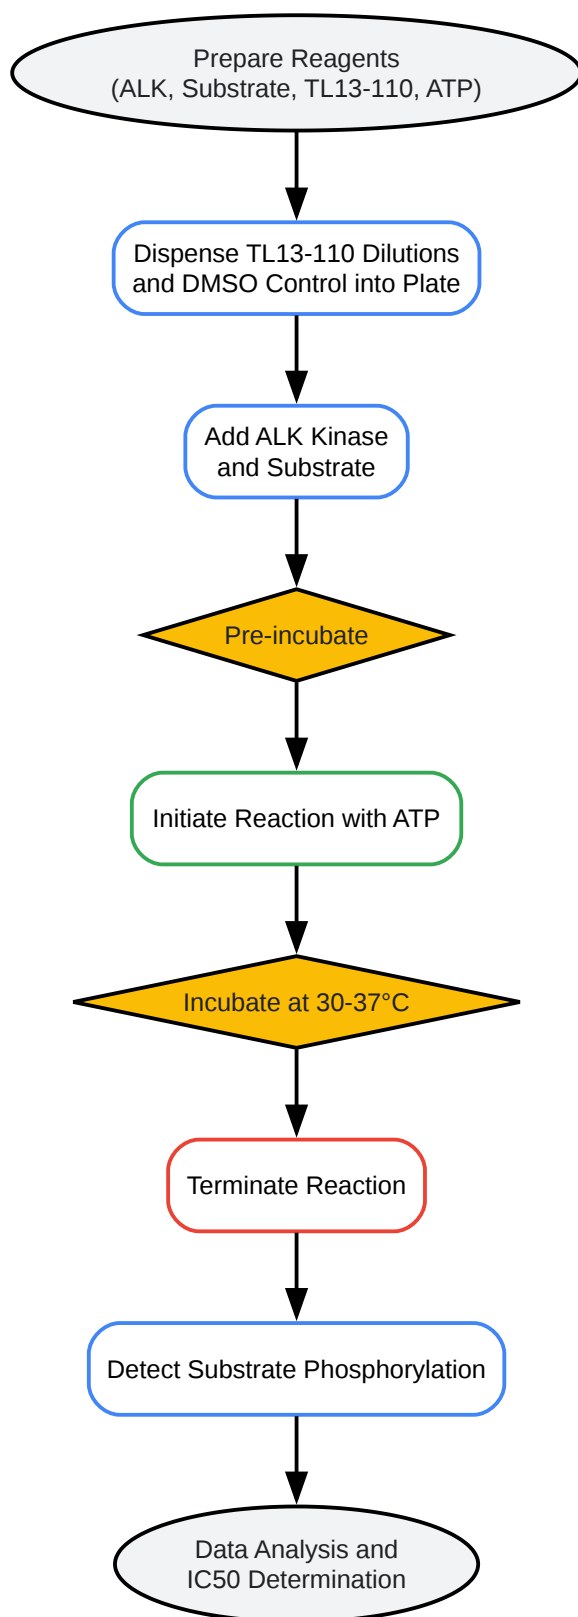 Prepare Reagents
(ALK, Substrate, TL13-110, ATP)
Dispense TL13-110 Dilutions
and DMSO Control into Plate
Add ALK Kinase
and Substrate
Pre-incubate
Initiate Reaction with ATP
Incubate at 30-37°C
Terminate Reaction
Detect Substrate Phosphorylation
Data Analysis and
IC50 Determination